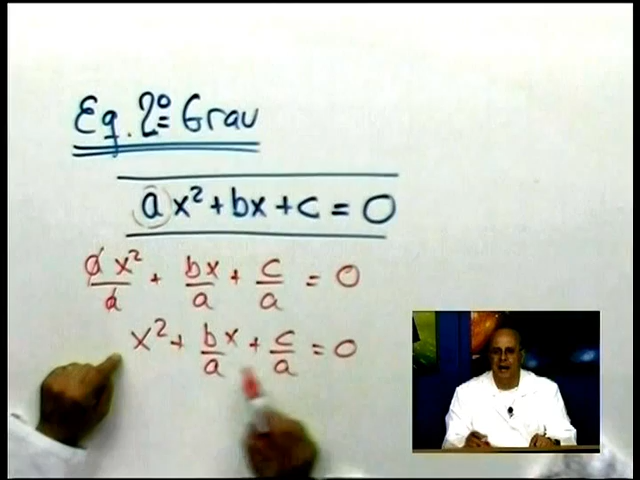 Eq. 2º Grau
ax² + bx + c = 0
ax²/a + bx/a + c/a = 0
x² + b/a x + c/a = 0